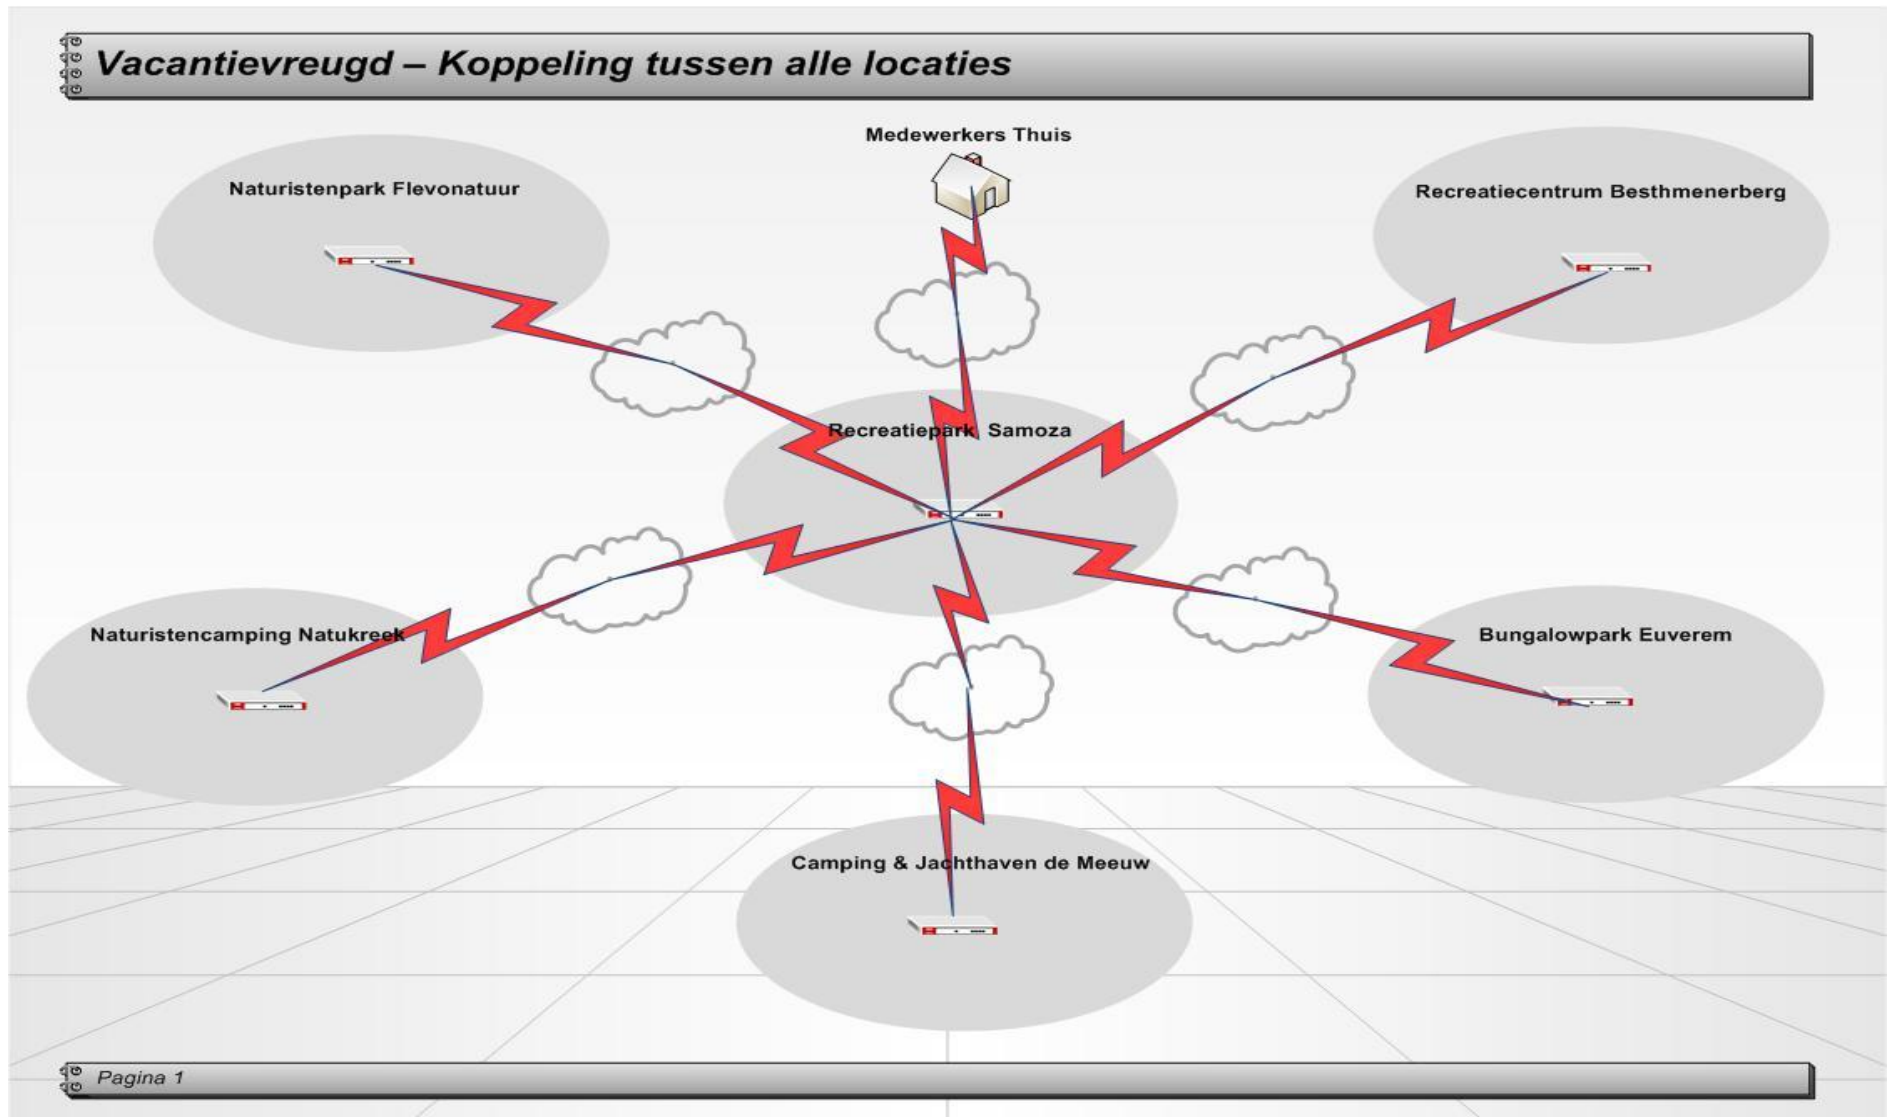 Vacantievreugd – Koppeling tussen alle locaties
Medewerkers Thuis
Naturistenpark Flevonatuur
Recreatiecentrum Besthmenerberg
Recreatiepark Samoza
Naturistencamping Natukreek
Bungalowpark Euverem
Camping & Jachthaven de Meeuw
Pagina 1